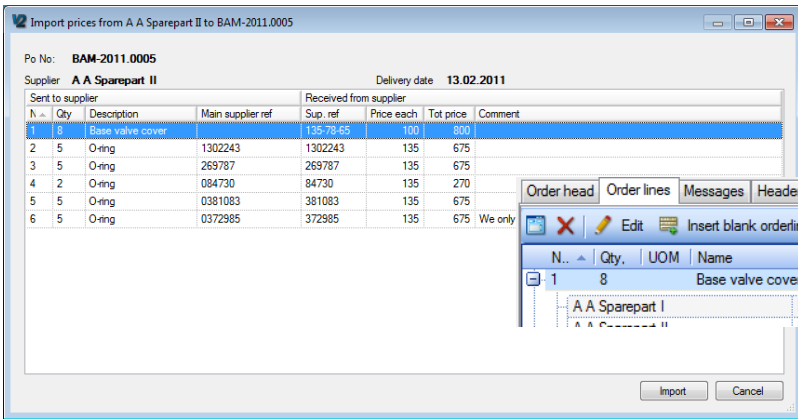 Import prices from A A Sparepart II to BAM-2011.0005
Po No: BAM-2011.0005
Supplier A A Sparepart II Delivery date 13.02.2011
Sent to supplier Received from supplier
N Qty Description Main supplier ref Sup. ref Price each Tot price Comment
1 8 Base valve cover 135-78-65 100 800
2 5 O-ring 1302243 1302243 135 675
3 5 O-ring 269787 269787 135 675
4 2 O-ring 084730 84730 135 270
5 5 O-ring 0381083 381083 135 675
6 5 O-ring 0372985 372985 135 675 We only
Order head Order lines Messages Heade
Edit Insert blank orderli
N.. Qty, UOM Name
1 8 Base valve cove
A A Sparepart I
A A Sparepart II
Import Cancel